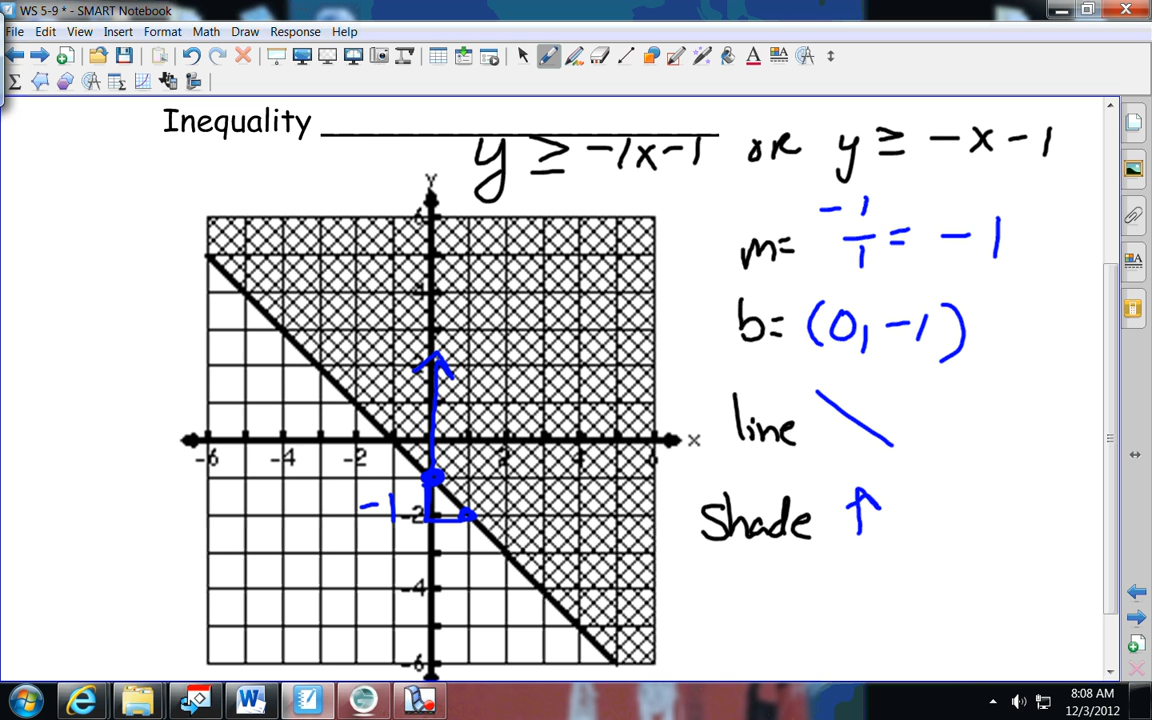 WS 5-9 * - SMART Notebook
File Edit View Insert Format Math Draw Response Help
Inequality ____________________
y ≥ -1x-1 or y ≥ -x-1
m= -1/1 = -1
b= (0, -1)
line
Shade ↑
Y
6
4
-6 -4 -2 2 4 6 X
-1 -2
-4
-6
8:08 AM
12/3/2012